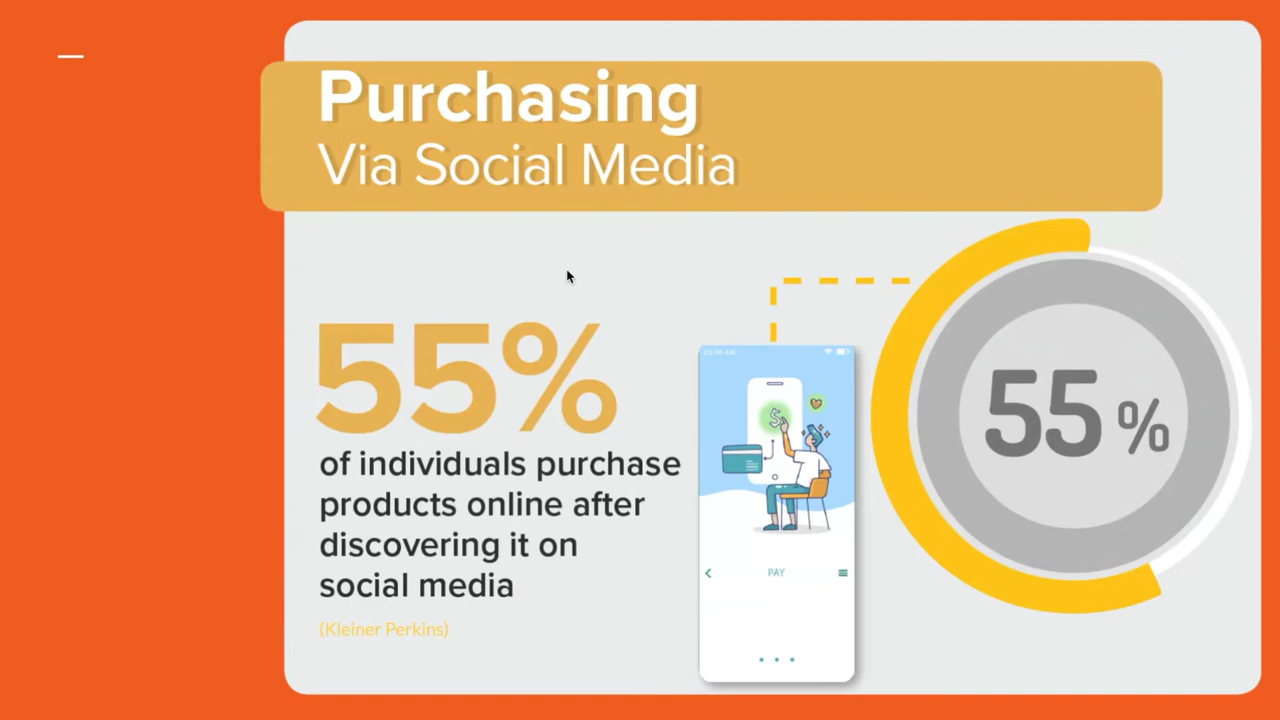 Purchasing
Via Social Media
55%
of individuals purchase
products online after
discovering it on
social media
(Kleiner Perkins)
$
PAY
55 %